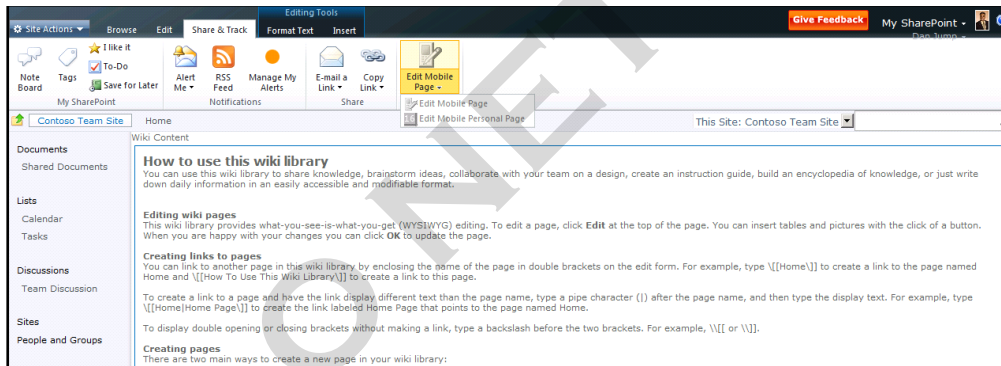 Editing Tools
Site Actions Browse Edit Share & Track Format Text Insert
Give Feedback My SharePoint
Dan Jump
Note Board
Tags
I like it
To-Do
Save for Later
My SharePoint
Alert Me
RSS Feed
Manage My Alerts
Notifications
E-mail a Link
Copy Link
Share
Edit Mobile Page
Edit Mobile Page
Edit Mobile Personal Page
Contoso Team Site Home
This Site: Contoso Team Site
Documents
Shared Documents
Lists
Calendar
Tasks
Discussions
Team Discussion
Sites
People and Groups
Wiki Content
How to use this wiki library
You can use this wiki library to share knowledge, brainstorm ideas, collaborate with your team on a design, create an instruction guide, build an encyclopedia of knowledge, or just write
down daily information in an easily accessible and modifiable format.
Editing wiki pages
This wiki library provides what-you-see-is-what-you-get (WYSIWYG) editing. To edit a page, click Edit at the top of the page. You can insert tables and pictures with the click of a button.
When you are happy with your changes you can click OK to update the page.
Creating links to pages
You can link to another page in this wiki library by enclosing the name of the page in double brackets on the edit form. For example, type \[[Home\]] to create a link to the page named
Home and \[[How To Use This Wiki Library\]] to create a link to this page.
To create a link to a page and have the link display different text than the page name, type a pipe character (|) after the page name, and then type the display text. For example, type
\[[Home|Home Page\]] to create the link labeled Home Page that points to the page named Home.
To display double opening or closing brackets without making a link, type a backslash before the two brackets. For example, \\[[ or \\]].
Creating pages
There are two main ways to create a new page in your wiki library: